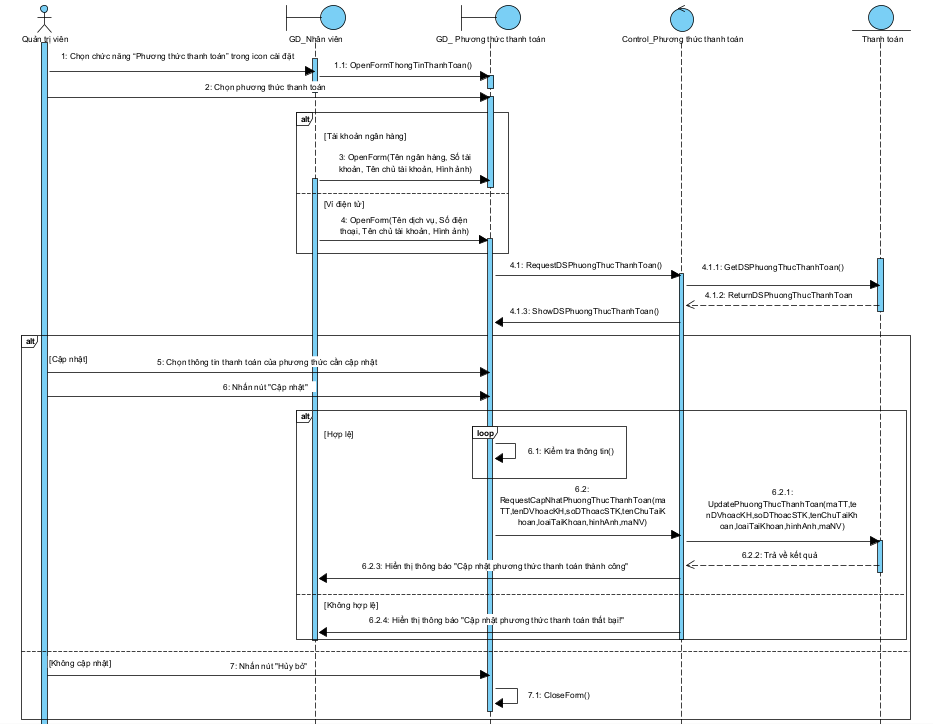 Quản trị viên
GD_Nhân viên
GD_ Phương thức thanh toán
Control_Phương thức thanh toán
Thanh toán
1: Chọn chức năng "Phương thức thanh toán" trong icon cài đặt
1.1: OpenFormThongTinThanhToan()
2: Chọn phương thức thanh toán
alt
[Tài khoản ngân hàng]
3: OpenForm(Tên ngân hàng, Số tài
khoản, Tên chủ tài khoản, Hình ảnh)
[Ví điện tử]
4: OpenForm(Tên dịch vụ, Số điện
thoại, Tên chủ tài khoản, Hình ảnh)
4.1: RequestDSPhuongThucThanhToan()
4.1.1: GetDSPhuongThucThanhToan()
4.1.2: ReturnDSPhuongThucThanhToan
4.1.3: ShowDSPhuongThucThanhToan()
alt
[Cập nhật]
5: Chọn thông tin thanh toán của phương thức cần cập nhật
6: Nhấn nút "Cập nhật"
alt
[Hợp lệ]
loop
6.1: Kiểm tra thông tin()
6.2:
RequestCapNhatPhuongThucThanhToan(ma
TT,tenDVhoacKH,soDThoacSTK,tenChuTaiK
hoan,loaiTaiKhoan,hinhAnh,maNV)
6.2.1:
UpdatePhuongThucThanhToan(maTT,te
nDVhoacKH,soDThoacSTK,tenChuTaiKh
oan,loaiTaiKhoan,hinhAnh,maNV)
6.2.2: Trả về kết quả
6.2.3: Hiển thị thông báo "Cập nhật phương thức thanh toán thành công"
[Không hợp lệ]
6.2.4: Hiển thị thông báo "Cập nhật phương thức thanh toán thất bại!"
[Không cập nhật]
7: Nhấn nút "Hủy bỏ"
7.1: CloseForm()